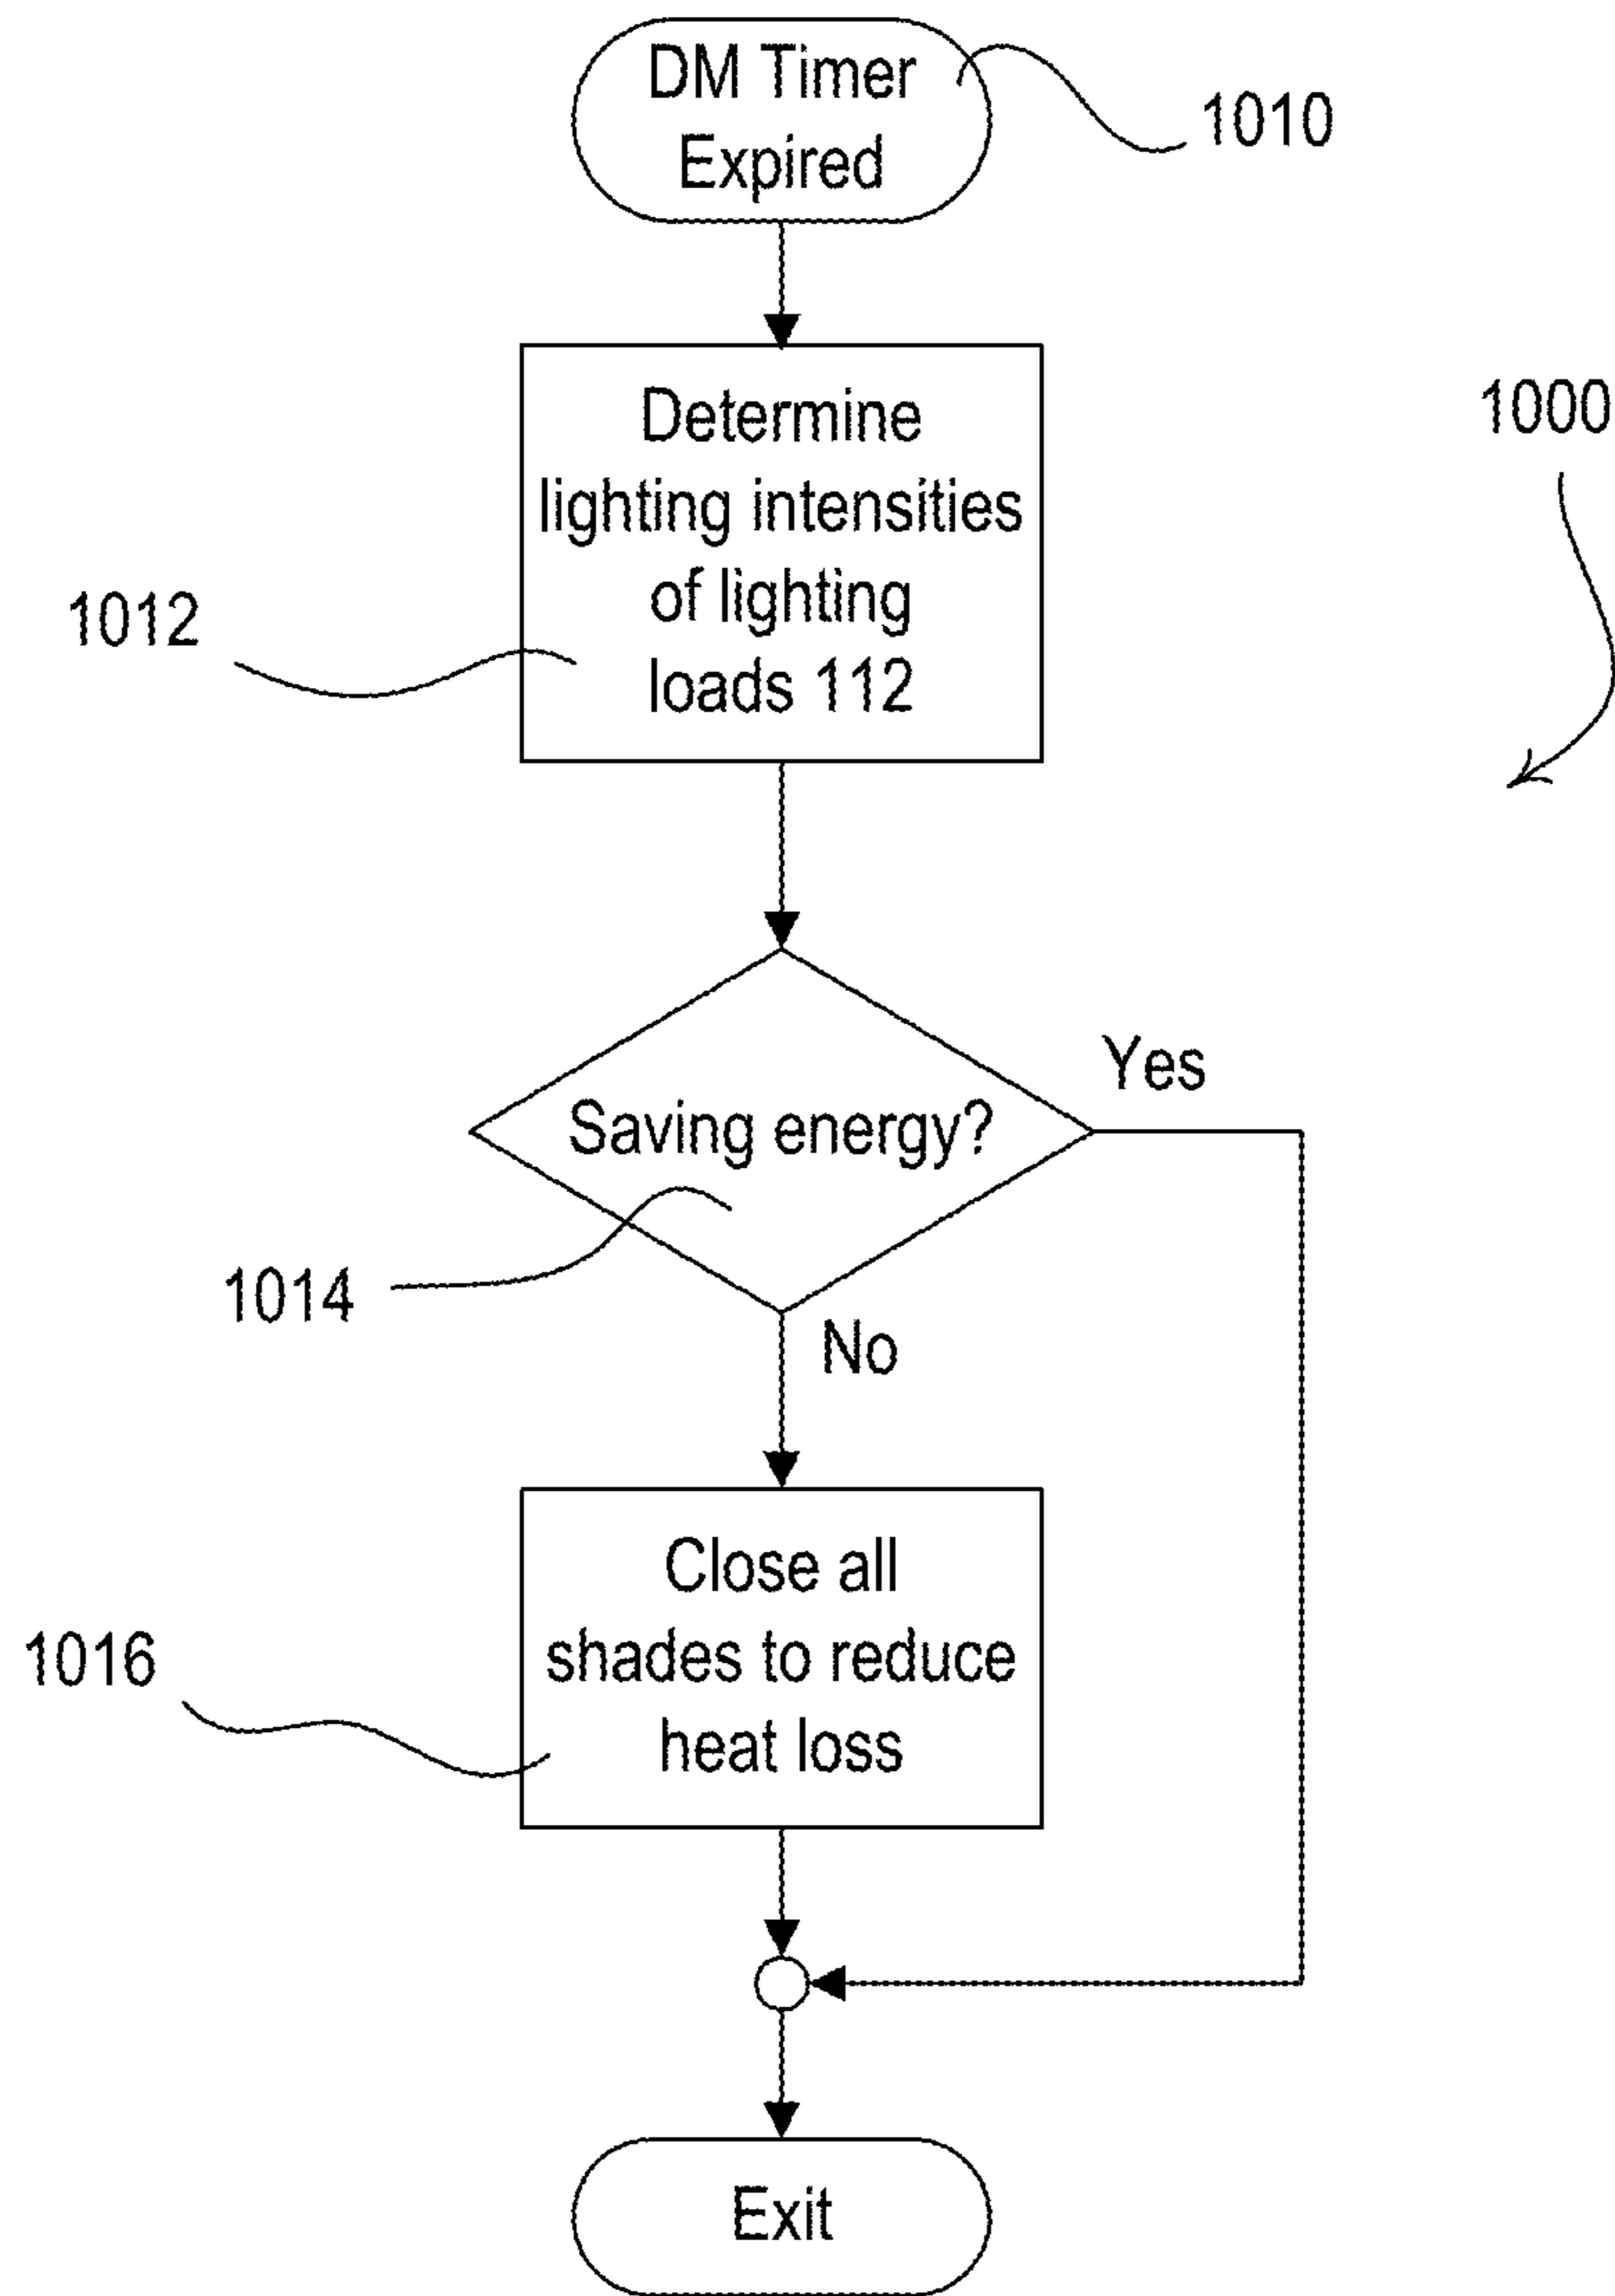 DM Timer
Expired
1010
Determine
lighting intensities
of lighting
loads 112
1000
1012
Yes
Saving energy?
1014
No
Close all
shades to reduce
heat loss
1016
Exit